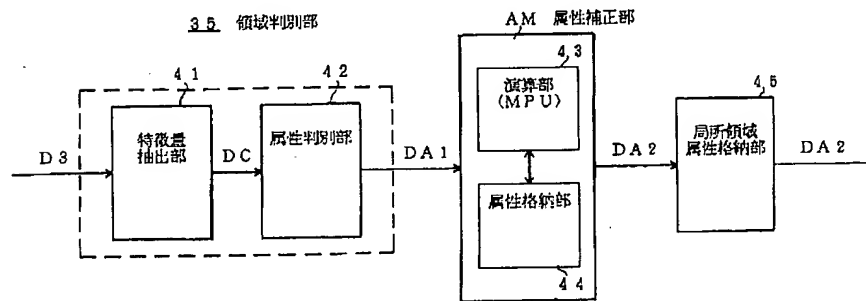 ３５ 領域判別部
ＡＭ 属性補正部
４１
４２
４３
４５
特徴量
抽出部
属性判別部
演算部
（ＭＰＵ）
局所領域
属性格納部
Ｄ３
ＤＣ
ＤＡ１
ＤＡ２
ＤＡ２
属性格納部
４４